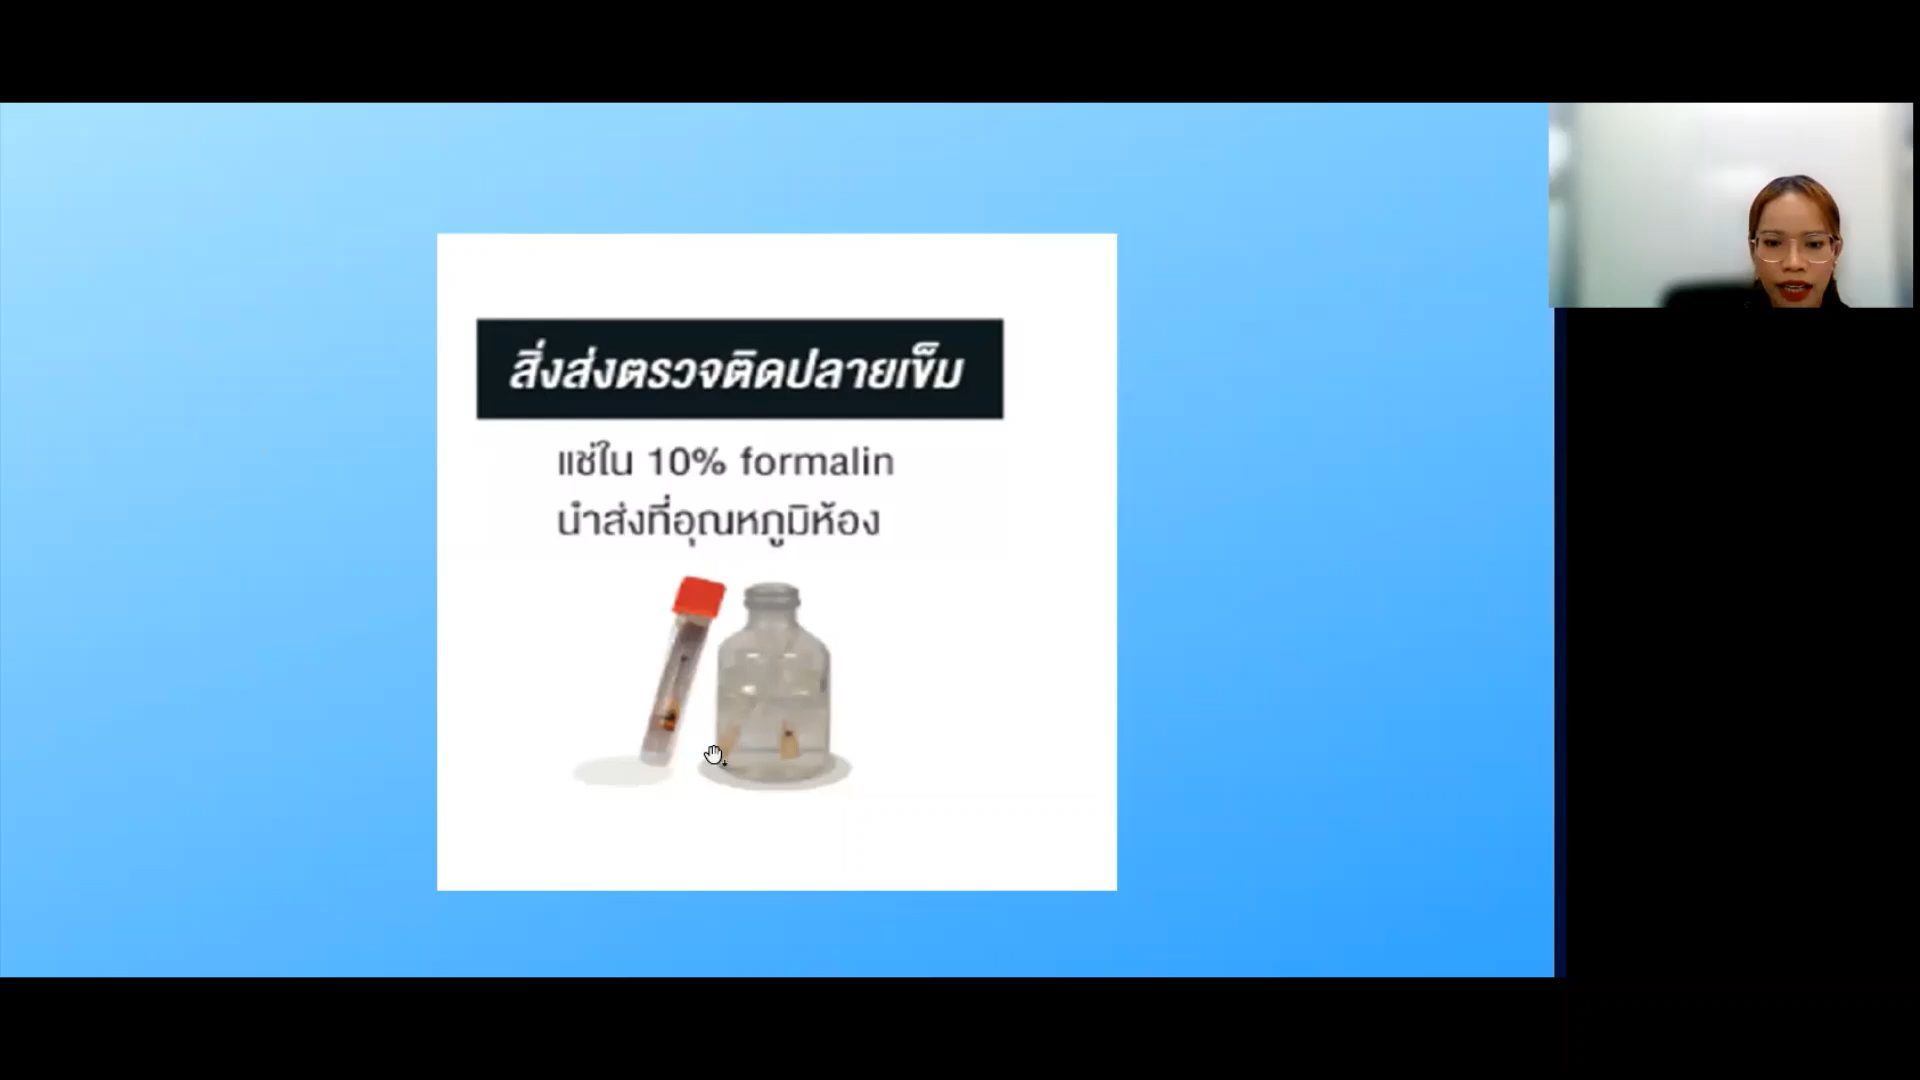 สิ่งส่งตรวจติดปลายเข็ม
แช่ใน 10% formalin
นำส่งที่อุณหภูมิห้อง